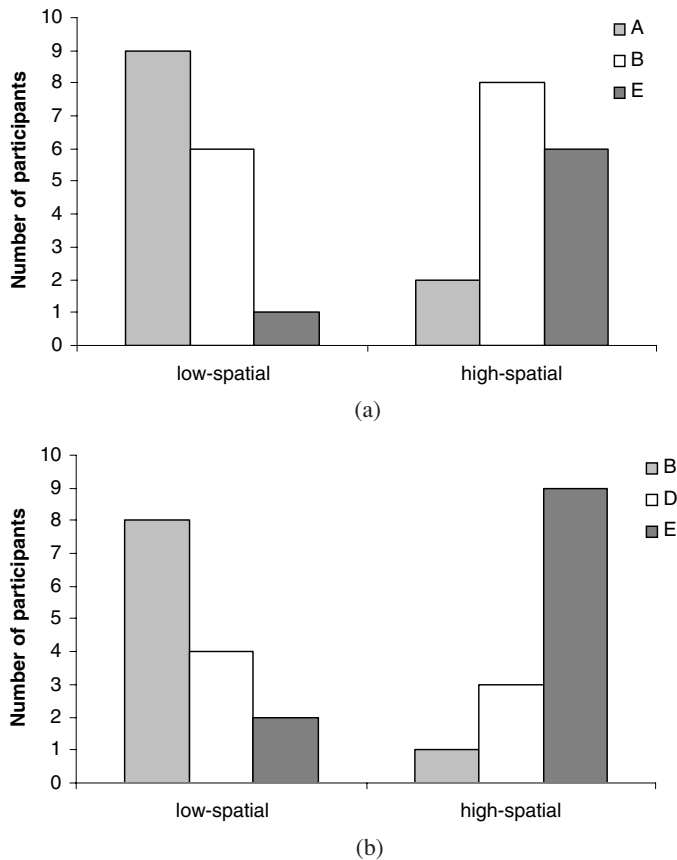 10
9
8
7
6
5
4
3
2
1
0
Number of participants
A
B
E
low-spatial high-spatial
(a)
10
9
8
7
6
5
4
3
2
1
0
Number of participants
B
D
E
low-spatial high-spatial
(b)